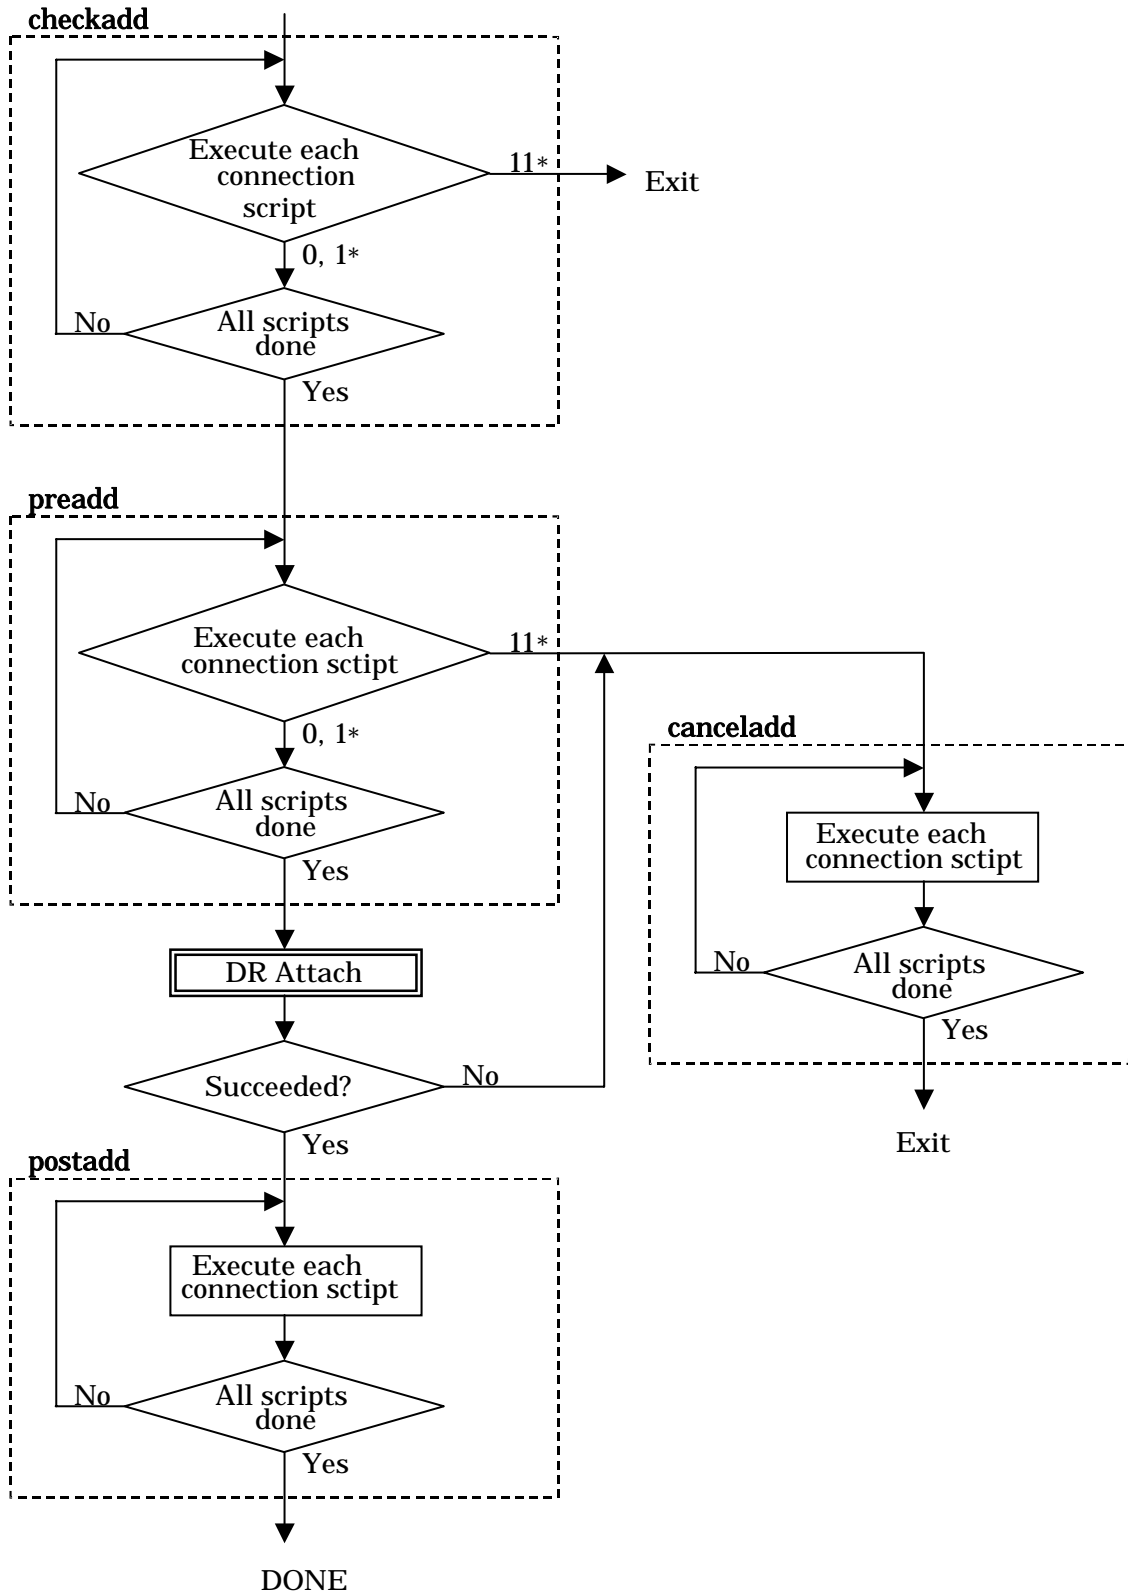 checkadd
Execute each
connection
script
11*
Exit
0, 1*
No
All scripts
done
Yes
preadd
Execute each
connection sctipt
11*
0, 1*
No
All scripts
done
Yes
canceladd
Execute each
connection sctipt
No
All scripts
done
Yes
Exit
DR Attach
Succeeded?
No
Yes
postadd
Execute each
connection sctipt
No
All scripts
done
Yes
DONE